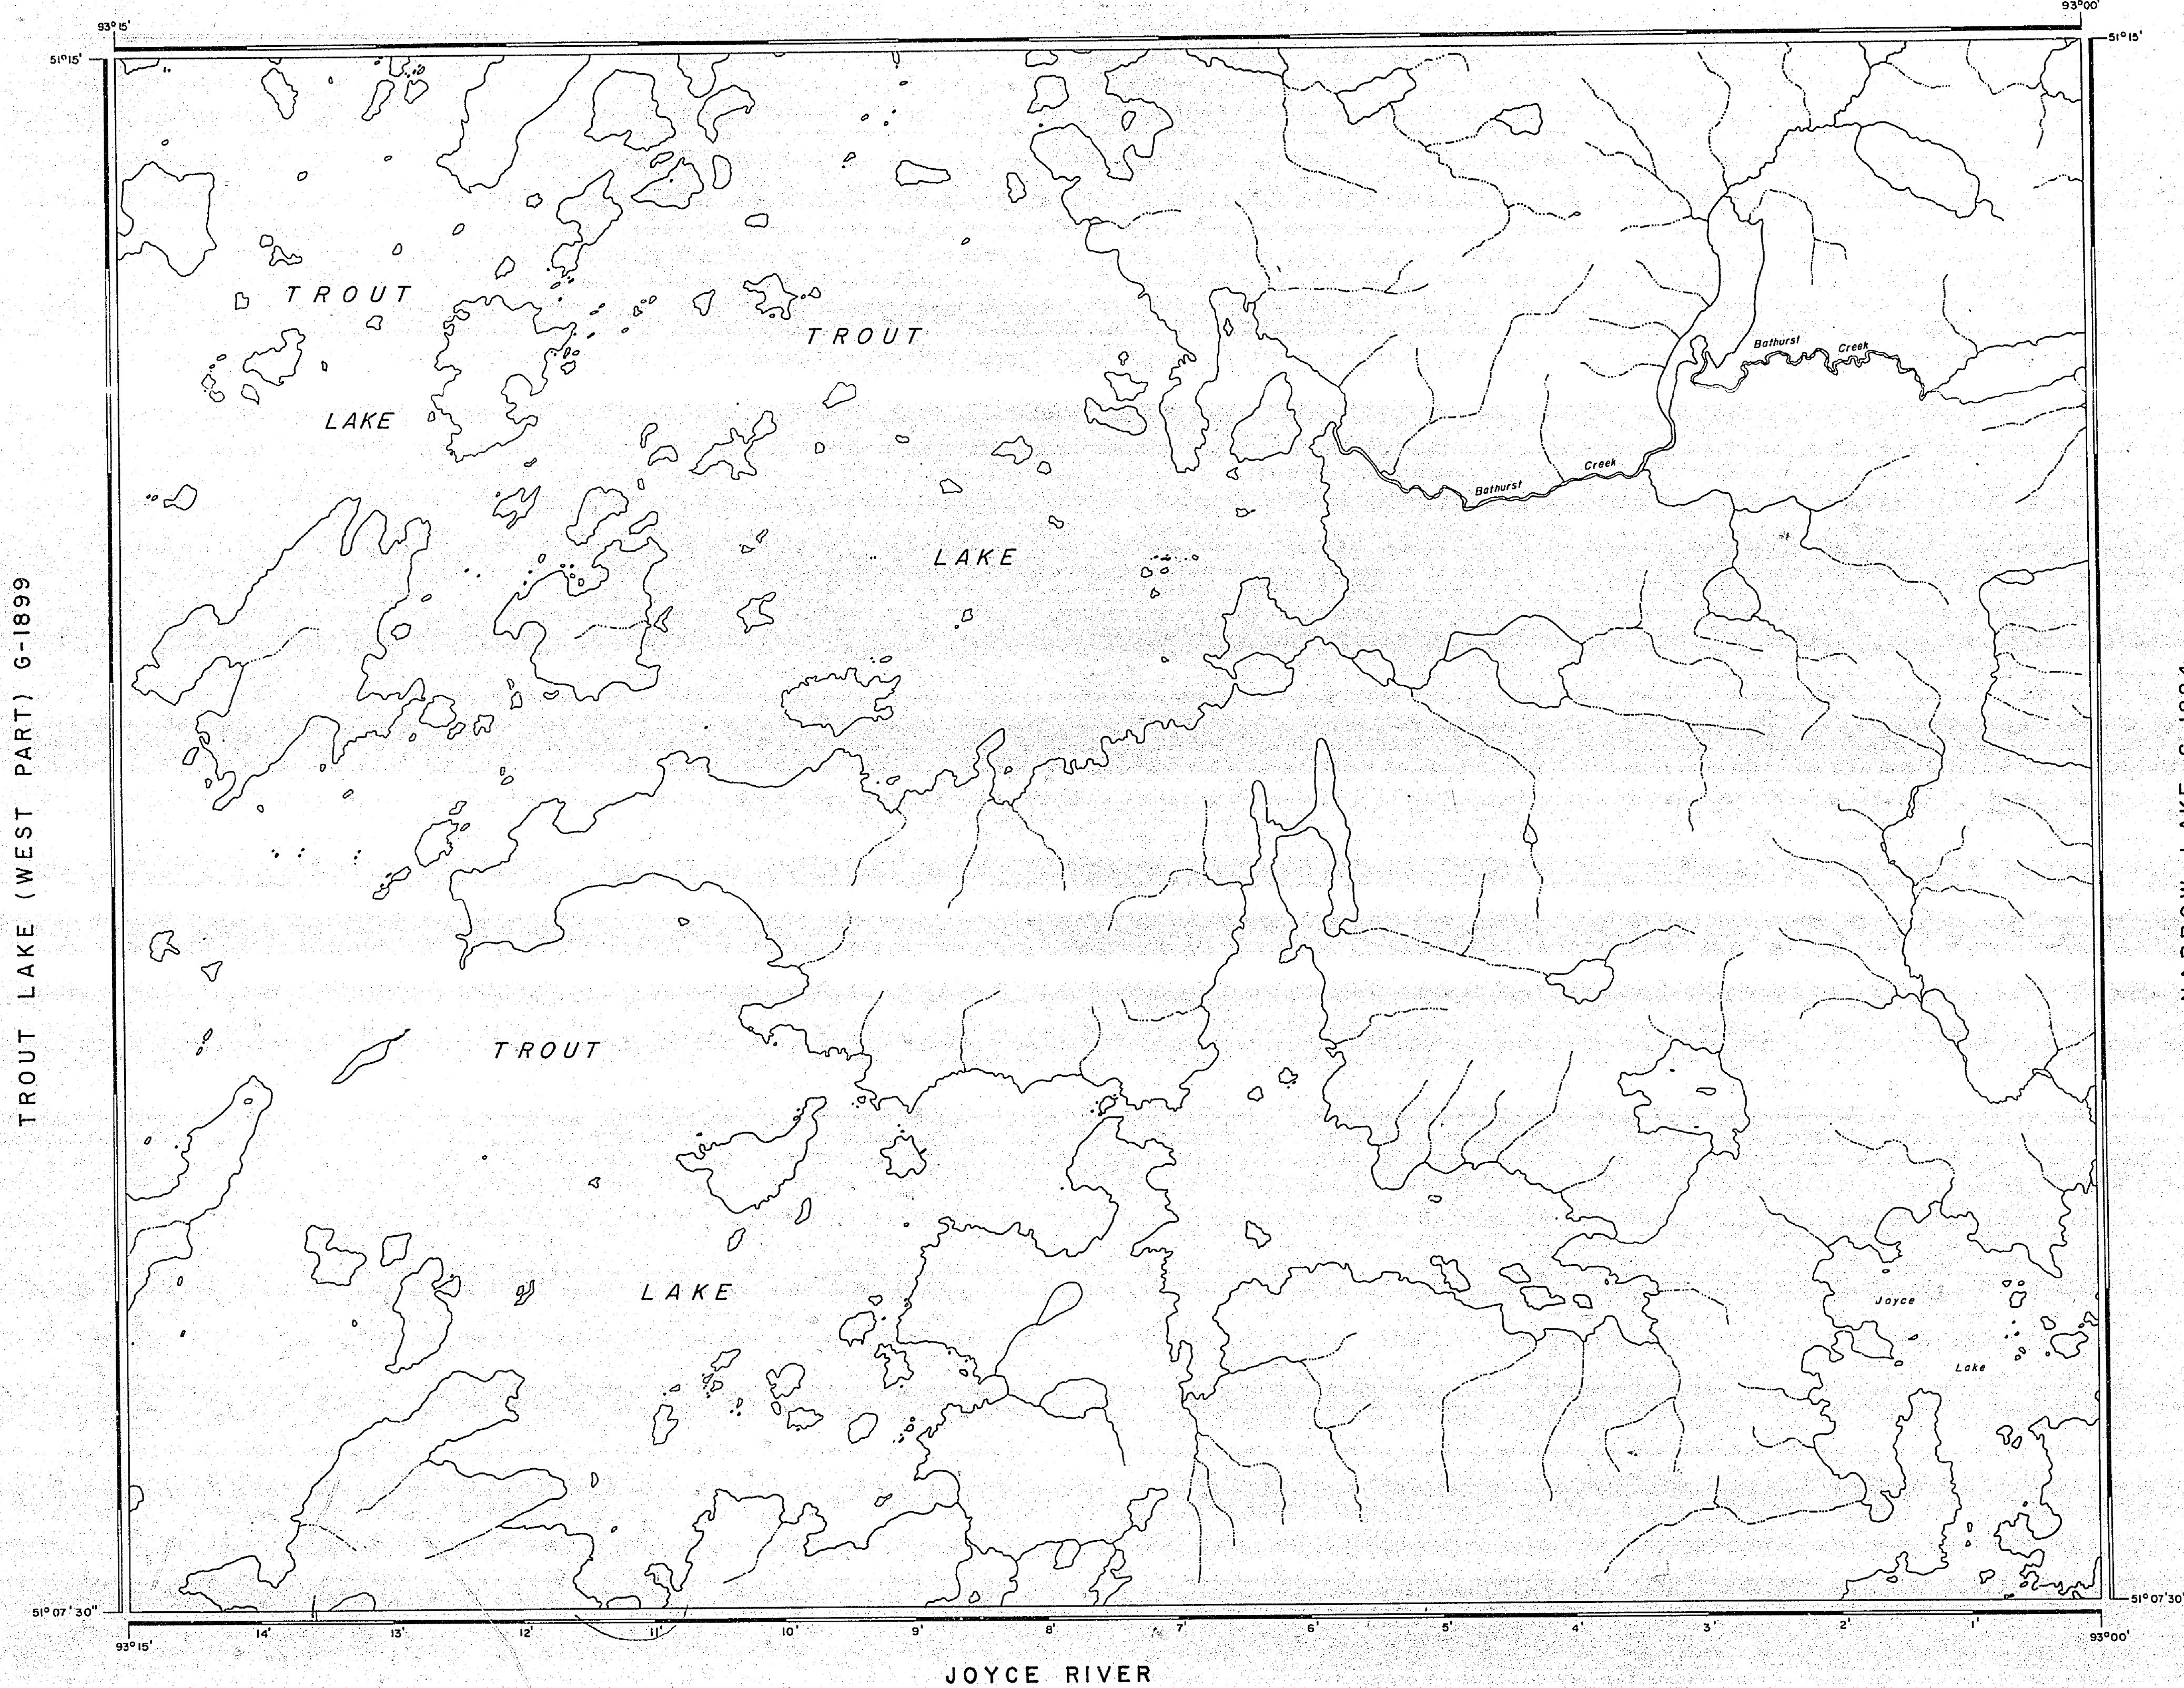 93°15'
93°00'
51°15'
51°15'
TROUT
TROUT
LAKE
Bathurst Creek
Creek
Bathurst
LAKE
TROUT LAKE (WEST PART) G-1899
TROUT
LAKE
Joyce
Lake
51°07'30"
51°07'30"
93°15'
14'
13'
12'
11'
10'
9'
8'
7'
6'
5'
4'
3'
2'
1'
93°00'
JOYCE RIVER